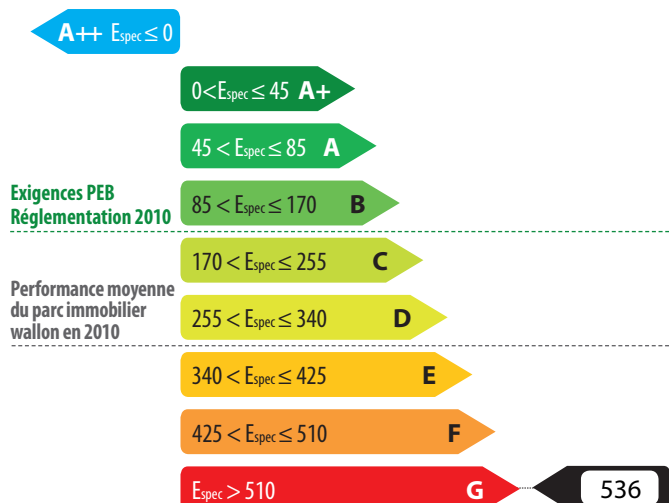 A++ Espec ≤ 0
0<Espec ≤ 45 A+
45 < Espec ≤ 85 A
Exigences PEB
Réglementation 2010
85 < Espec ≤ 170 B
170 < Espec ≤ 255 C
Performance moyenne
du parc immobilier
wallon en 2010
255 < Espec ≤ 340 D
340 < Espec ≤ 425 E
425 < Espec ≤ 510 F
Espec > 510 G 536